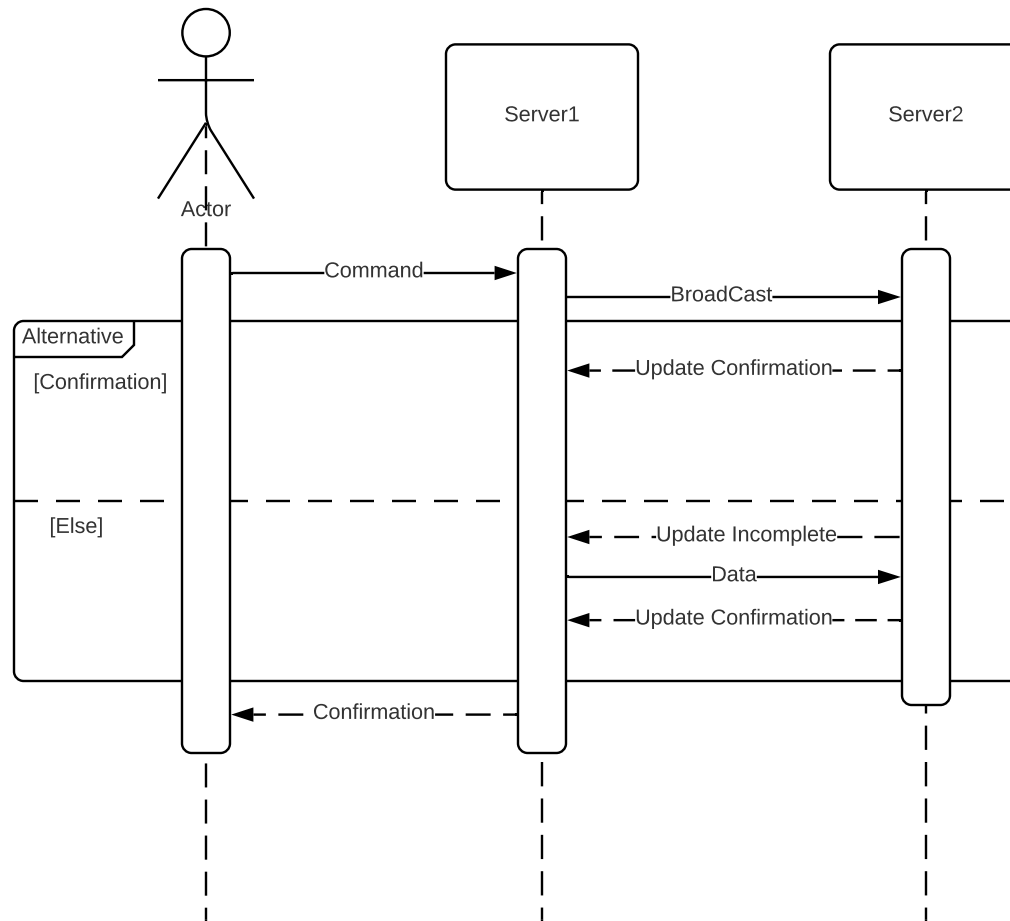 Server1
Server2
Actor
Command
BroadCast
Alternative
Update Confirmation
[Confirmation]
[Else]
Update Incomplete
Data
Update Confirmation
Confirmation